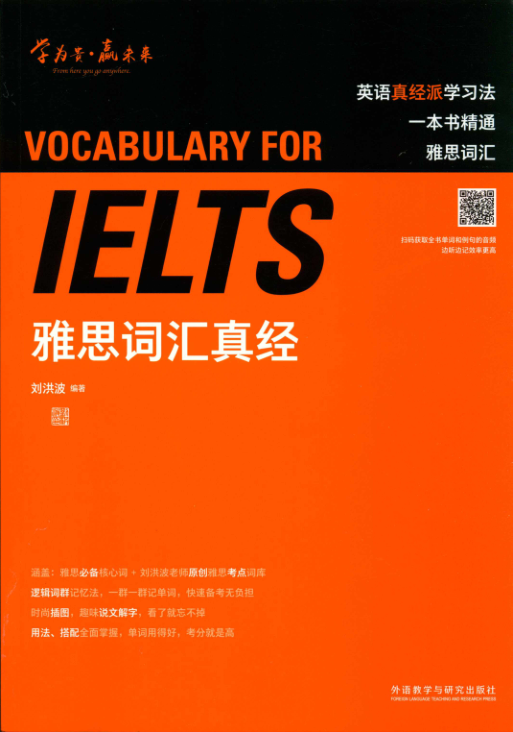 学为贵·赢未来
From here you go anywhere.
英语真经派学习法
一本书精通
雅思词汇
VOCABULARY FOR
IELTS
扫码获取全书单词和例句的音频
边听边记效率更高
雅思词汇真经
刘洪波 编著
涵盖：雅思必备核心词 + 刘洪波老师原创雅思考点词库
逻辑词群记忆法，一群一群记单词，快速备考无负担
时尚插图，趣味说文解字，看了就忘不掉
用法、搭配全面掌握，单词用得好，考分就是高
外语教学与研究出版社
FOREIGN LANGUAGE TEACHING AND RESEARCH PRESS